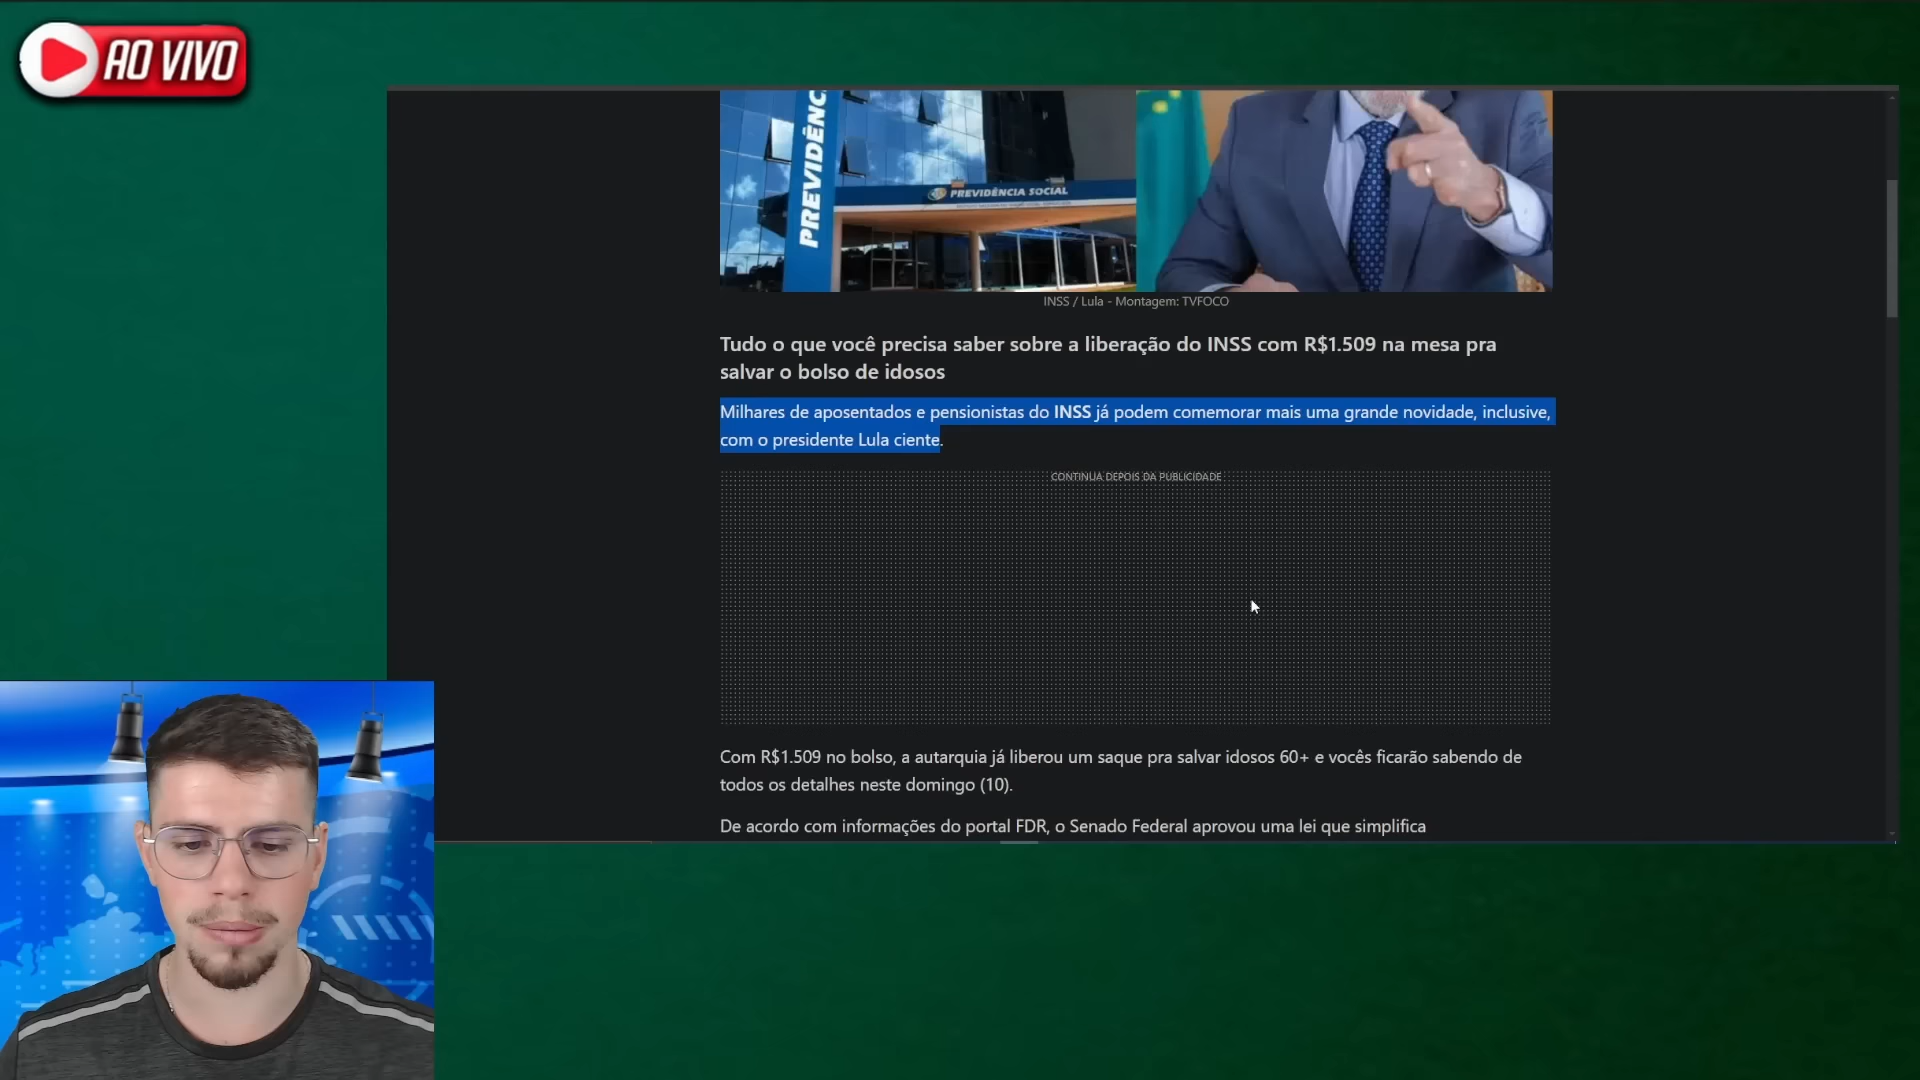 AO VIVO
PREVIDÊNC
PREVIDÊNCIA SOCIAL
INSS / Lula - Montagem: TVFOCO
Tudo o que você precisa saber sobre a liberação do INSS com R$1.509 na mesa pra
salvar o bolso de idosos
Milhares de aposentados e pensionistas do INSS já podem comemorar mais uma grande novidade, inclusive,
com o presidente Lula ciente.
CONTINUA DEPOIS DA PUBLICIDADE
Com R$1.509 no bolso, a autarquia já liberou um saque pra salvar idosos 60+ e vocês ficarão sabendo de
todos os detalhes neste domingo (10).
De acordo com informações do portal FDR, o Senado Federal aprovou uma lei que simplifica